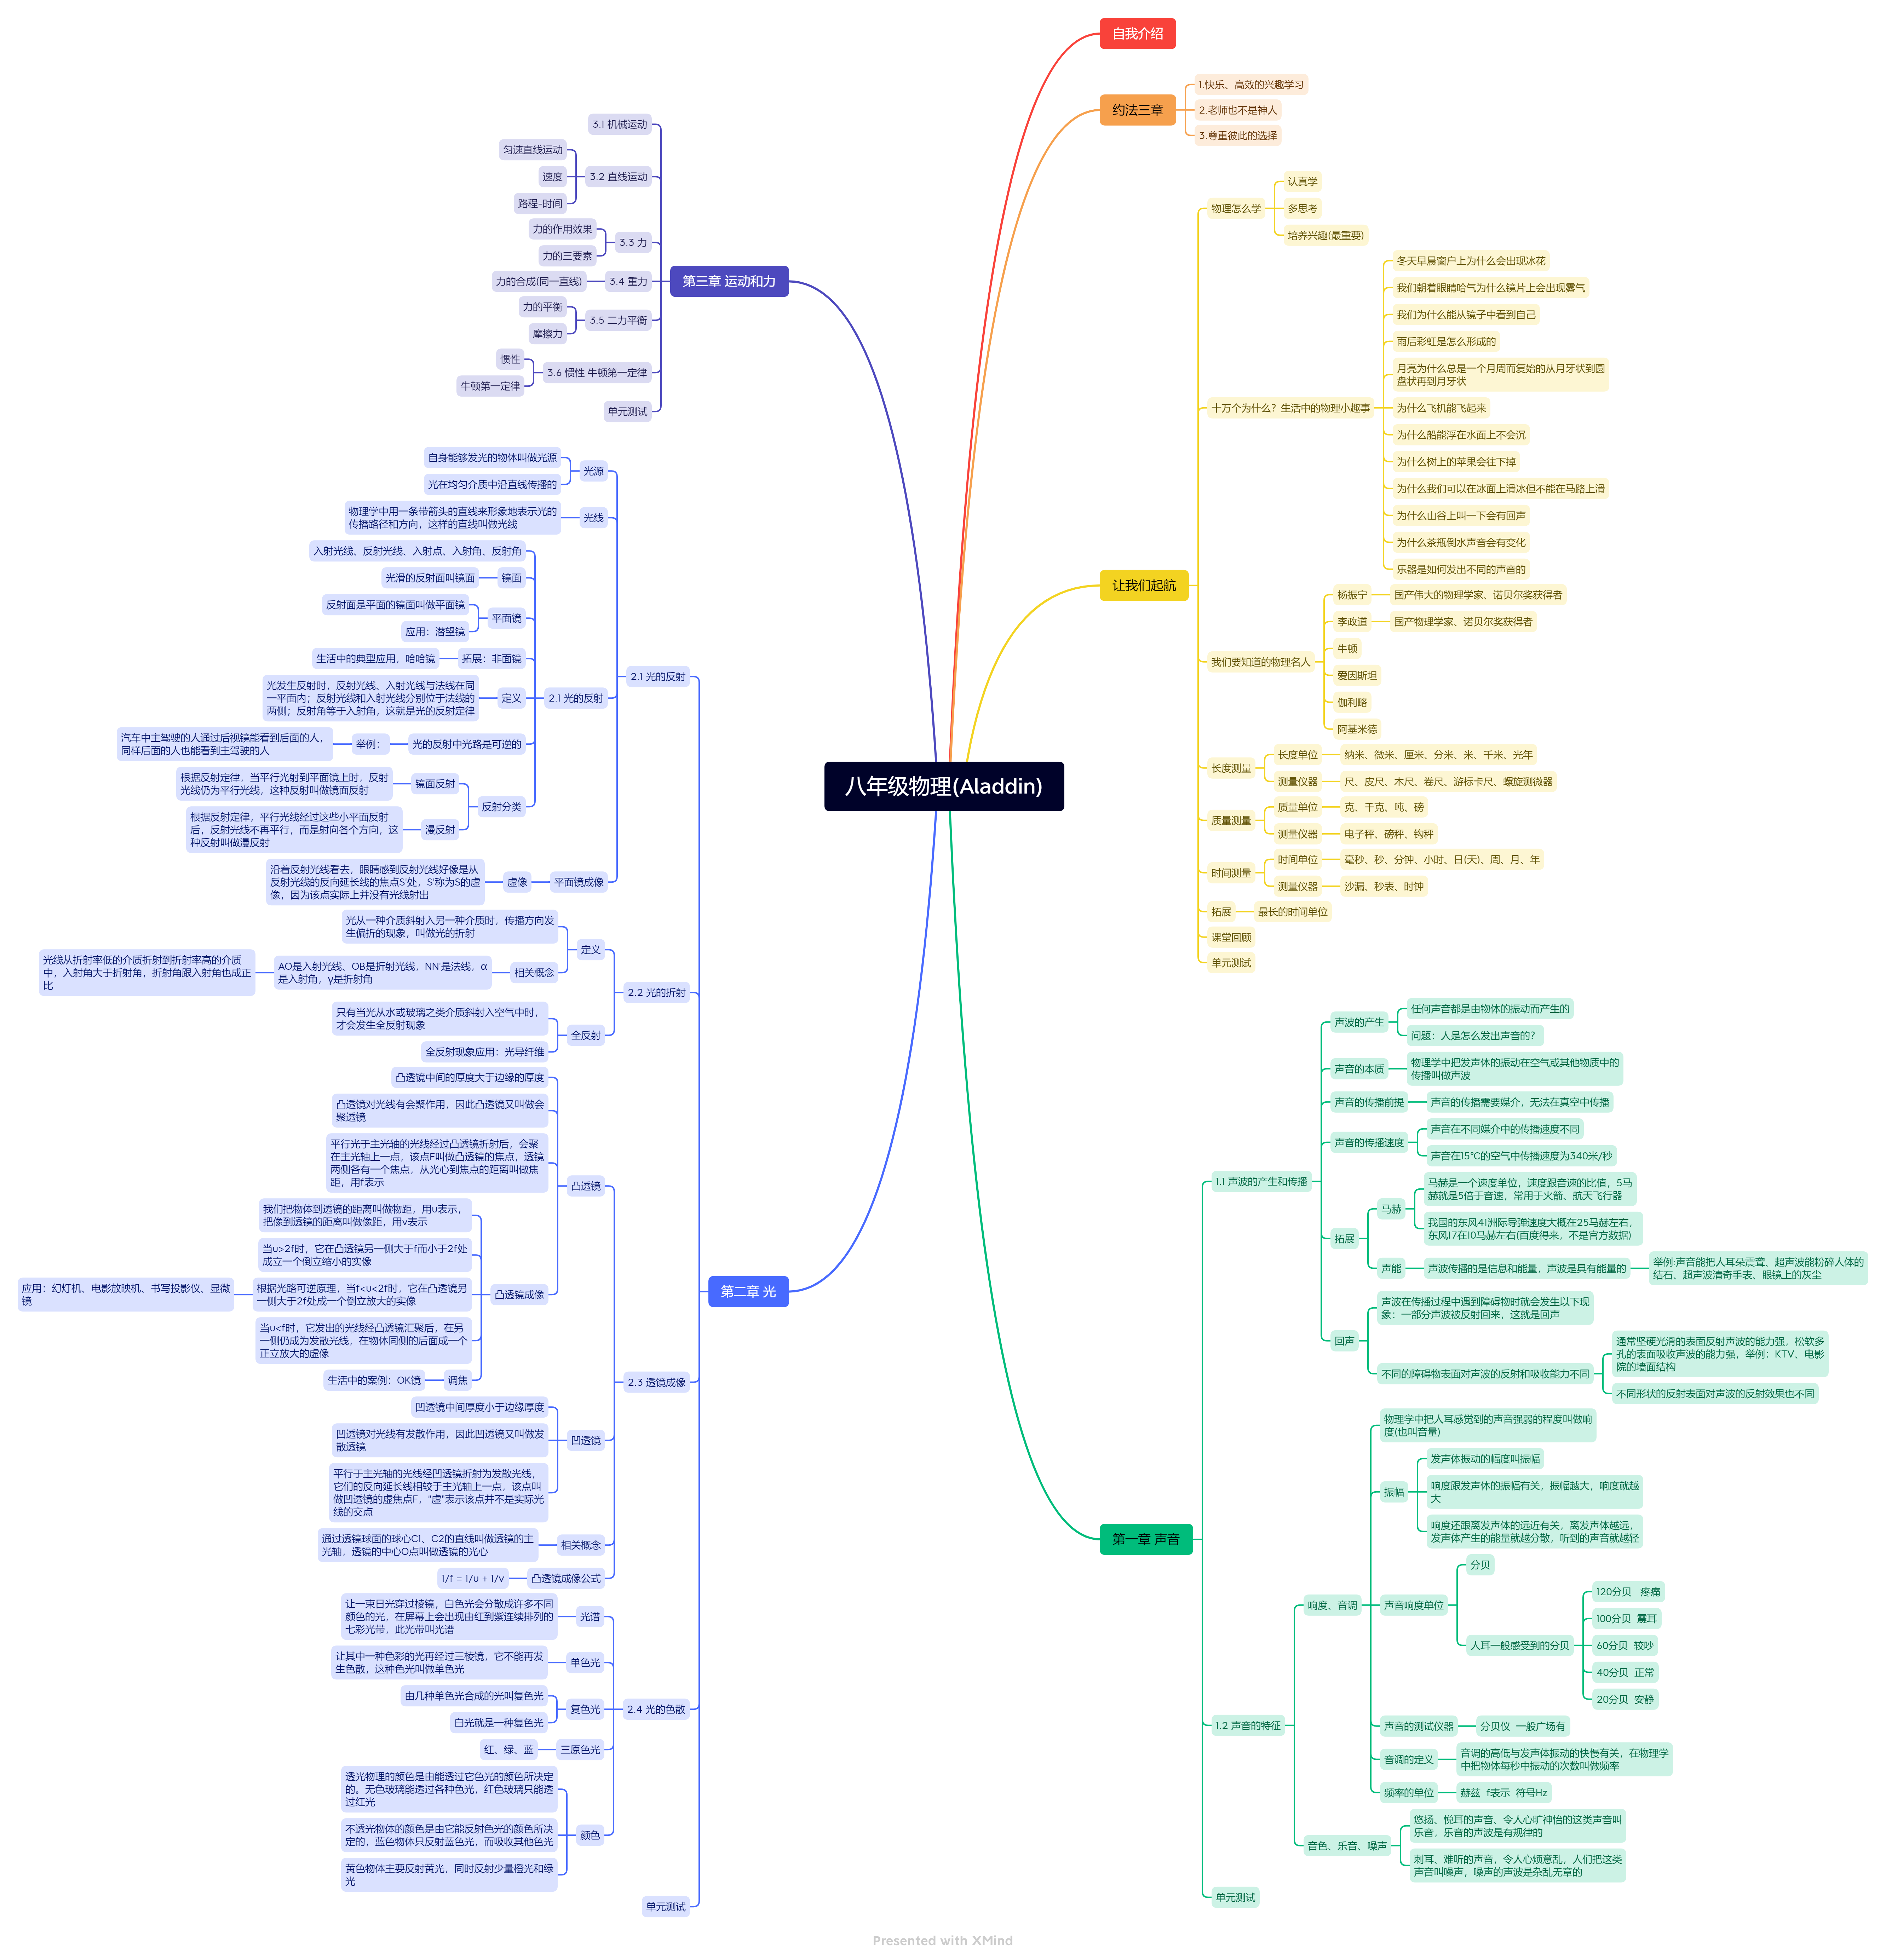 八年级物理(Aladdin)
自我介绍
约法三章
1.快乐、高效的兴趣学习
2.老师也不是神人
3.尊重彼此的选择
让我们起航
物理怎么学
认真学
多思考
培养兴趣(最重要)
十万个为什么？生活中的物理小趣事
冬天早晨窗户上为什么会出现冰花
我们朝着眼睛哈气为什么镜片上会出现雾气
我们为什么能从镜子中看到自己
雨后彩虹是怎么形成的
月亮为什么总是一个月周而复始的从月牙状到圆
盘状再到月牙状
为什么飞机能飞起来
为什么船能浮在水面上不会沉
为什么树上的苹果会往下掉
为什么我们可以在冰面上滑冰但不能在马路上滑
为什么山谷上叫一下会有回声
为什么茶瓶倒水声音会有变化
乐器是如何发出不同的声音的
我们要知道的物理名人
杨振宁
国产伟大的物理学家、诺贝尔奖获得者
李政道
国产物理学家、诺贝尔奖获得者
牛顿
爱因斯坦
伽利略
阿基米德
长度测量
长度单位
纳米、微米、厘米、分米、米、千米、光年
测量仪器
尺、皮尺、木尺、卷尺、游标卡尺、螺旋测微器
质量测量
质量单位
克、千克、吨、磅
测量仪器
电子秤、磅秤、钩秤
时间测量
时间单位
毫秒、秒、分钟、小时、日(天)、周、月、年
测量仪器
沙漏、秒表、时钟
拓展
最长的时间单位
课堂回顾
单元测试
第一章 声音
1.1 声波的产生和传播
声波的产生
任何声音都是由物体的振动而产生的
问题：人是怎么发出声音的？
声音的本质
物理学中把发声体的振动在空气或其他物质中的
传播叫做声波
声音的传播前提
声音的传播需要媒介，无法在真空中传播
声音的传播速度
声音在不同媒介中的传播速度不同
声音在15°C的空气中传播速度为340米/秒
拓展
马赫
马赫是一个速度单位，速度跟音速的比值，5马
赫就是5倍于音速，常用于火箭、航天飞行器
我国的东风41洲际导弹速度大概在25马赫左右，
东风17在10马赫左右(百度得来，不是官方数据)
声能
声波传播的是信息和能量，声波是具有能量的
举例:声音能把人耳朵震聋、超声波能粉碎人体的
结石、超声波清奇手表、眼镜上的灰尘
回声
声波在传播过程中遇到障碍物时就会发生以下现
象：一部分声波被反射回来，这就是回声
不同的障碍物表面对声波的反射和吸收能力不同
通常坚硬光滑的表面反射声波的能力强，松软多
孔的表面吸收声波的能力强，举例：KTV、电影
院的墙面结构
不同形状的反射表面对声波的反射效果也不同
1.2 声音的特征
响度、音调
物理学中把人耳感觉到的声音强弱的程度叫做响
度(也叫音量)
振幅
发声体振动的幅度叫振幅
响度跟发声体的振幅有关，振幅越大，响度就越
大
响度还跟离发声体的远近有关，离发声体越远，
发声体产生的能量就越分散，听到的声音就越轻
声音响度单位
分贝
人耳一般感受到的分贝
120分贝 疼痛
100分贝 震耳
60分贝 较吵
40分贝 正常
20分贝 安静
声音的测试仪器
分贝仪 一般广场有
音调的定义
音调的高低与发声体振动的快慢有关，在物理学
中把物体每秒中振动的次数叫做频率
频率的单位
赫兹 f表示 符号Hz
音色、乐音、噪声
悠扬、悦耳的声音、令人心旷神怡的这类声音叫
乐音，乐音的声波是有规律的
刺耳、难听的声音，令人心烦意乱，人们把这类
声音叫噪声，噪声的声波是杂乱无章的
单元测试
第二章 光
2.1 光的反射
光源
自身能够发光的物体叫做光源
光在均匀介质中沿直线传播的
光线
物理学中用一条带箭头的直线来形象地表示光的
传播路径和方向，这样的直线叫做光线
2.1 光的反射
入射光线、反射光线、入射点、入射角、反射角
镜面
光滑的反射面叫镜面
平面镜
反射面是平面的镜面叫做平面镜
应用：潜望镜
拓展：非面镜
生活中的典型应用，哈哈镜
定义
光发生反射时，反射光线、入射光线与法线在同
一平面内；反射光线和入射光线分别位于法线的
两侧；反射角等于入射角，这就是光的反射定律
光的反射中光路是可逆的
举例：
汽车中主驾驶的人通过后视镜能看到后面的人，
同样后面的人也能看到主驾驶的人
反射分类
镜面反射
根据反射定律，当平行光射到平面镜上时，反射
光线仍为平行光线，这种反射叫做镜面反射
漫反射
根据反射定律，平行光线经过这些小平面反射
后，反射光线不再平行，而是射向各个方向，这
种反射叫做漫反射
平面镜成像
虚像
沿着反射光线看去，眼睛感到反射光线好像是从
反射光线的反向延长线的焦点S'处，S'称为S的虚
像，因为该点实际上并没有光线射出
2.2 光的折射
定义
光从一种介质斜射入另一种介质时，传播方向发
生偏折的现象，叫做光的折射
相关概念
AO是入射光线、OB是折射光线，NN'是法线，α
是入射角，γ是折射角
光线从折射率低的介质折射到折射率高的介质
中，入射角大于折射角，折射角跟入射角也成正
比
全反射
只有当光从水或玻璃之类介质斜射入空气中时，
才会发生全反射现象
全反射现象应用：光导纤维
2.3 透镜成像
凸透镜
凸透镜中间的厚度大于边缘的厚度
凸透镜对光线有会聚作用，因此凸透镜又叫做会
聚透镜
平行光于主光轴的光线经过凸透镜折射后，会聚
在主光轴上一点，该点F叫做凸透镜的焦点，透镜
两侧各有一个焦点，从光心到焦点的距离叫做焦
距，用f表示
凸透镜成像
我们把物体到透镜的距离叫做物距，用u表示，
把像到透镜的距离叫做像距，用v表示
当u>2f时，它在凸透镜另一侧大于f而小于2f处
成立一个倒立缩小的实像
根据光路可逆原理，当f<u<2f时，它在凸透镜另
一侧大于2f处成一个倒立放大的实像
应用：幻灯机、电影放映机、书写投影仪、显微
镜
当u<f时，它发出的光线经凸透镜汇聚后，在另
一侧仍成为发散光线，在物体同侧的后面成一个
正立放大的虚像
调焦
生活中的案例：OK镜
凹透镜
凹透镜中间厚度小于边缘厚度
凹透镜对光线有发散作用，因此凹透镜又叫做发
散透镜
平行于主光轴的光线经凹透镜折射为发散光线，
它们的反向延长线相较于主光轴上一点，该点叫
做凹透镜的虚焦点F，"虚"表示该点并不是实际光
线的交点
相关概念
通过透镜球面的球心C1、C2的直线叫做透镜的主
光轴，透镜的中心O点叫做透镜的光心
凸透镜成像公式
1/f = 1/u + 1/v
2.4 光的色散
光谱
让一束日光穿过棱镜，白色光会分散成许多不同
颜色的光，在屏幕上会出现由红到紫连续排列的
七彩光带，此光带叫光谱
单色光
让其中一种色彩的光再经过三棱镜，它不能再发
生色散，这种色光叫做单色光
复色光
由几种单色光合成的光叫复色光
白光就是一种复色光
三原色光
红、绿、蓝
颜色
透光物理的颜色是由能透过它色光的颜色所决定
的。无色玻璃能透过各种色光，红色玻璃只能透
过红光
不透光物体的颜色是由它能反射色光的颜色所决
定的，蓝色物体只反射蓝色光，而吸收其他色光
黄色物体主要反射黄光，同时反射少量橙光和绿
光
单元测试
第三章 运动和力
3.1 机械运动
3.2 直线运动
匀速直线运动
速度
路程-时间
3.3 力
力的作用效果
力的三要素
3.4 重力
力的合成(同一直线)
3.5 二力平衡
力的平衡
摩擦力
3.6 惯性 牛顿第一定律
惯性
牛顿第一定律
单元测试
Presented with XMind